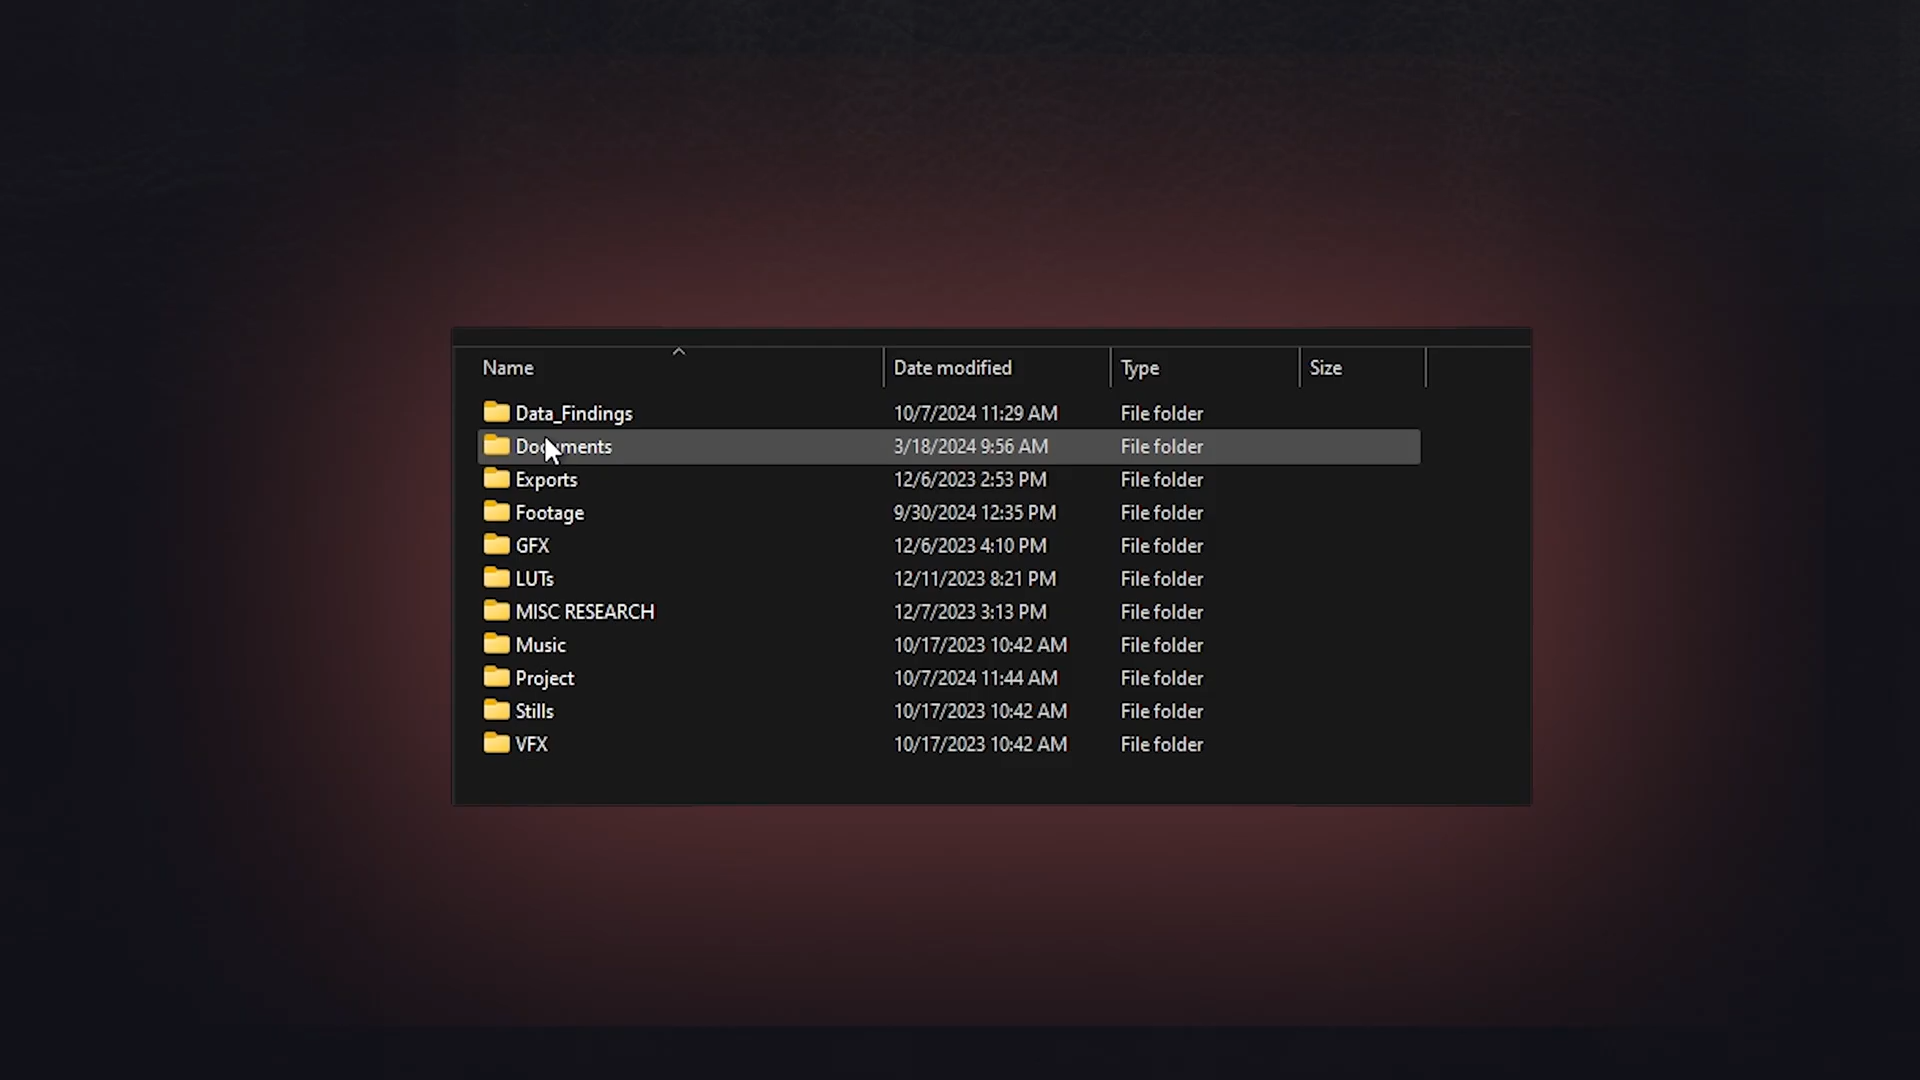 Name Date modified Type Size
Data_Findings 10/7/2024 11:29 AM File folder
Documents 3/18/2024 9:56 AM File folder
Exports 12/6/2023 2:53 PM File folder
Footage 9/30/2024 12:35 PM File folder
GFX 12/6/2023 4:10 PM File folder
LUTs 12/11/2023 8:21 PM File folder
MISC RESEARCH 12/7/2023 3:13 PM File folder
Music 10/17/2023 10:42 AM File folder
Project 10/7/2024 11:44 AM File folder
Stills 10/17/2023 10:42 AM File folder
VFX 10/17/2023 10:42 AM File folder